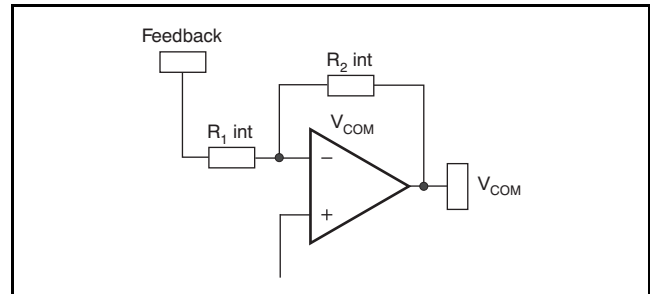 Feedback
R2 int
R1 int
VCOM
−
+
VCOM